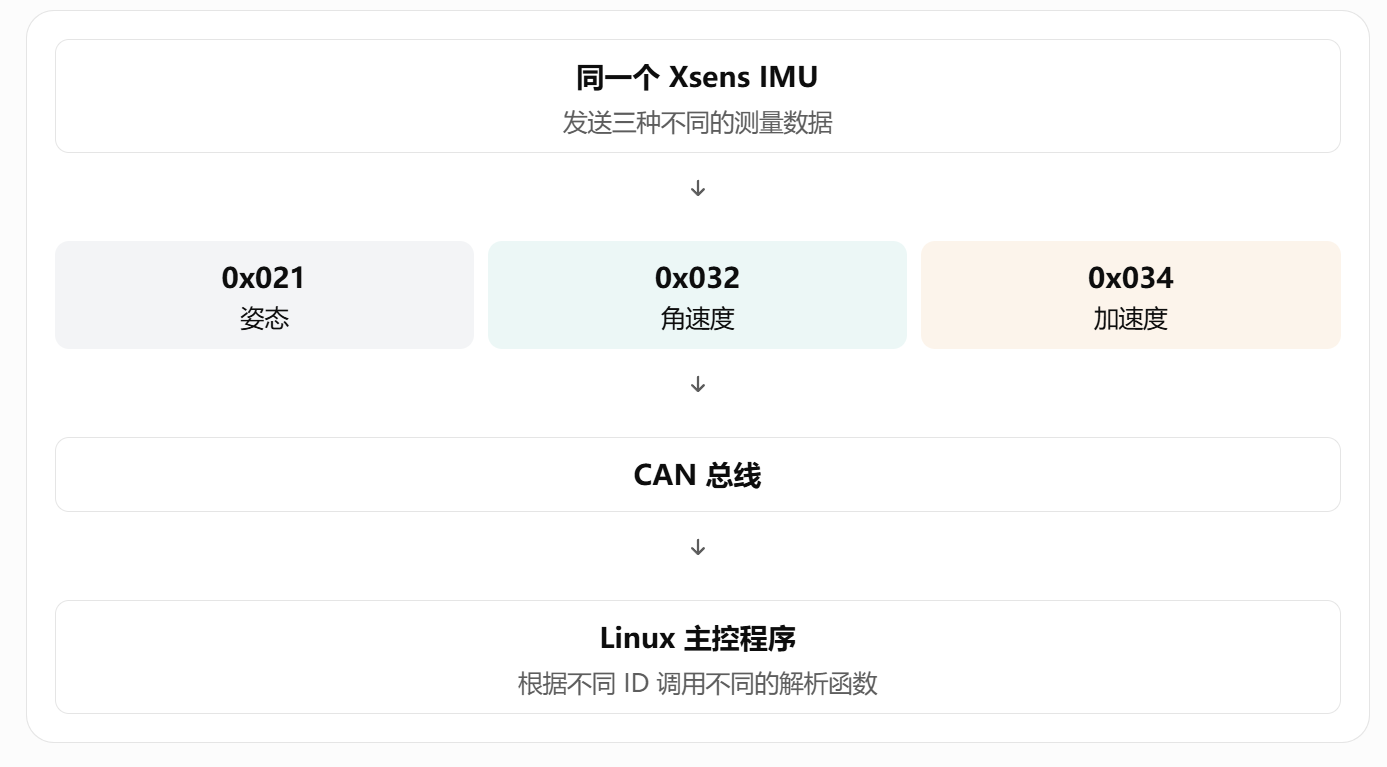 同一个 Xsens IMU
发送三种不同的测量数据
↓
0x021
姿态
0x032
角速度
0x034
加速度
↓
CAN 总线
↓
Linux 主控程序
根据不同 ID 调用不同的解析函数